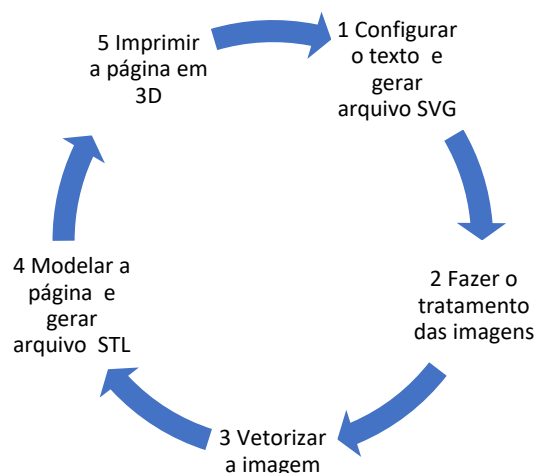 1 Configurar
o texto e
gerar
arquivo SVG
2 Fazer o
tratamento
das imagens
3 Vetorizar
a imagem
4 Modelar a
página e
gerar
arquivo STL
5 Imprimir
a página em
3D